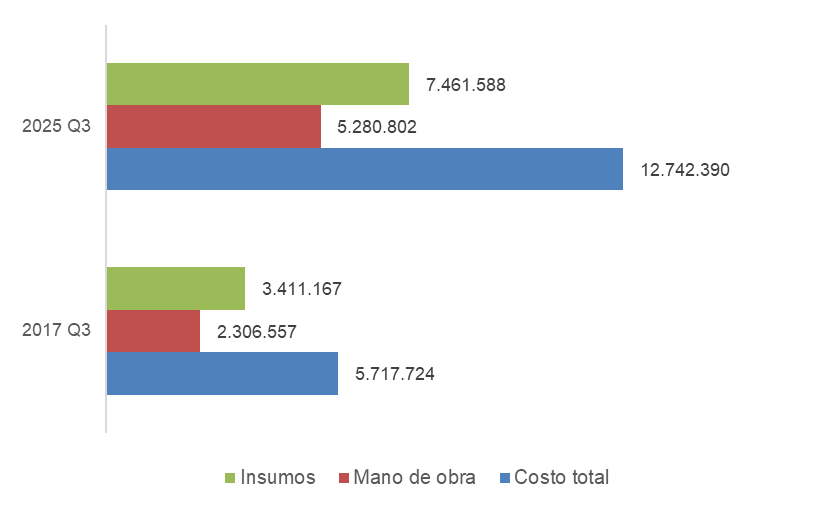 7.461.588
2025 Q3
5.280.802
12.742.390
3.411.167
2017 Q3
2.306.557
5.717.724
Insumos Mano de obra Costo total